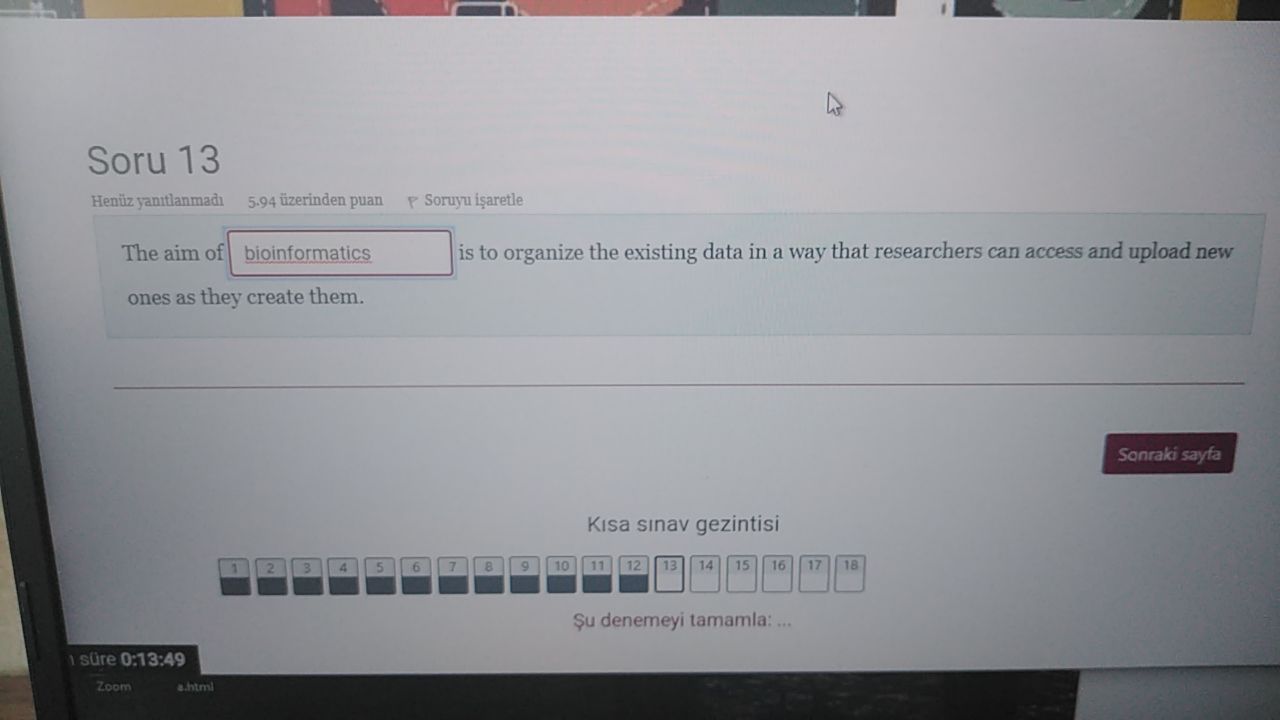 Soru 13
Henüz yanıtlanmadı 5.94 üzerinden puan Soruyu işaretle
The aim of bioinformatics is to organize the existing data in a way that researchers can access and upload new
ones as they create them.
Sonraki sayfa
Kısa sınav gezintisi
1 2 3 4 5 6 7 8 9 10 11 12 13 14 15 16 17 18
Şu denemeyi tamamla: ...
süre 0:13:49
Zoom a.html